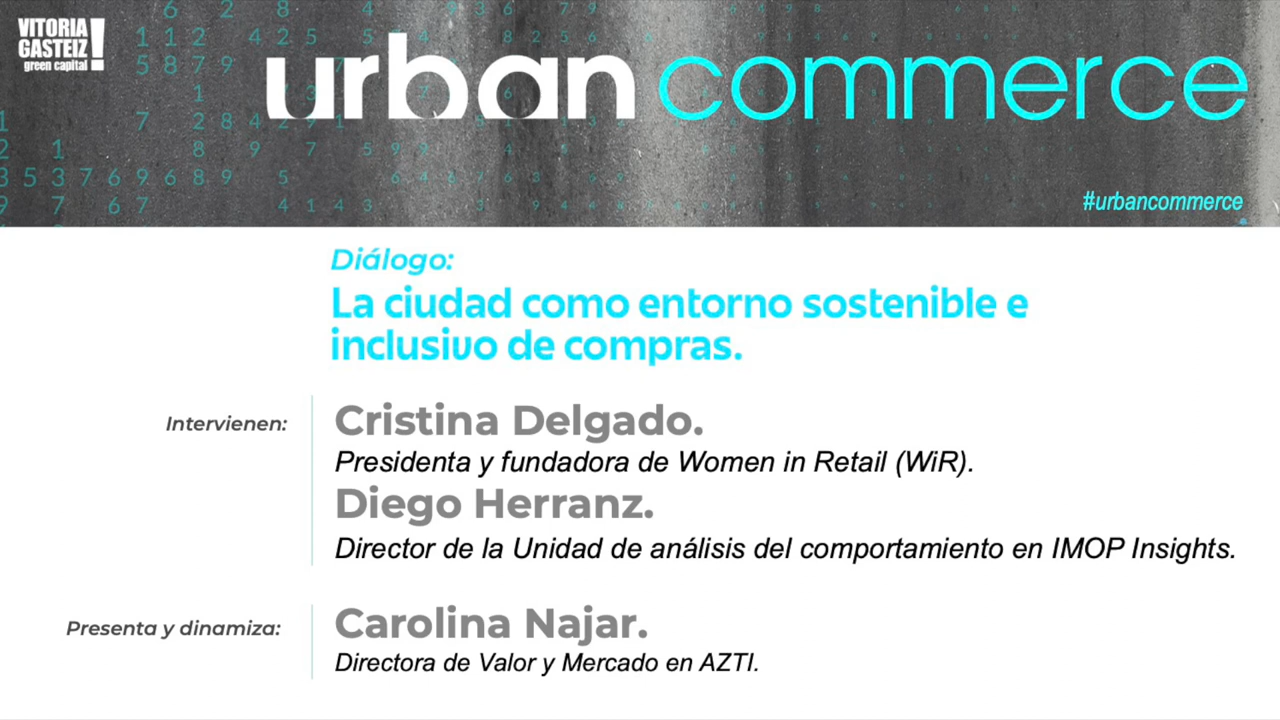 VITORIA
GASTEIZ!
green capital
urban commerce
#urbancommerce
Diálogo:
La ciudad como entorno sostenible e
inclusivo de compras.
Intervienen:
Cristina Delgado.
Presidenta y fundadora de Women in Retail (WiR).
Diego Herranz.
Director de la Unidad de análisis del comportamiento en IMOP Insights.
Presenta y dinamiza:
Carolina Najar.
Directora de Valor y Mercado en AZTI.